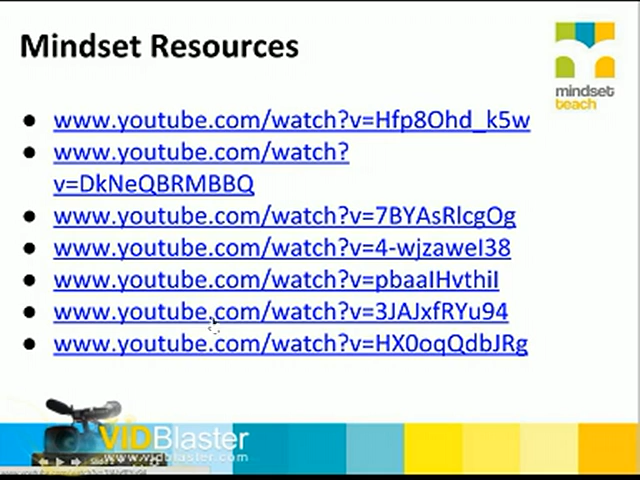 Mindset Resources
mindset
teach
www.youtube.com/watch?v=Hfp8Ohd_k5w
www.youtube.com/watch?
v=DkNeQBRMBBQ
www.youtube.com/watch?v=7BYAsRlcgOg
www.youtube.com/watch?v=4-wjzaweI38
www.youtube.com/watch?v=pbaaIHvthiI
www.youtube.com/watch?v=3JAJxfRYu94
www.youtube.com/watch?v=HX0oqQdbJRg
VIDBlaster
www.vidblaster.com